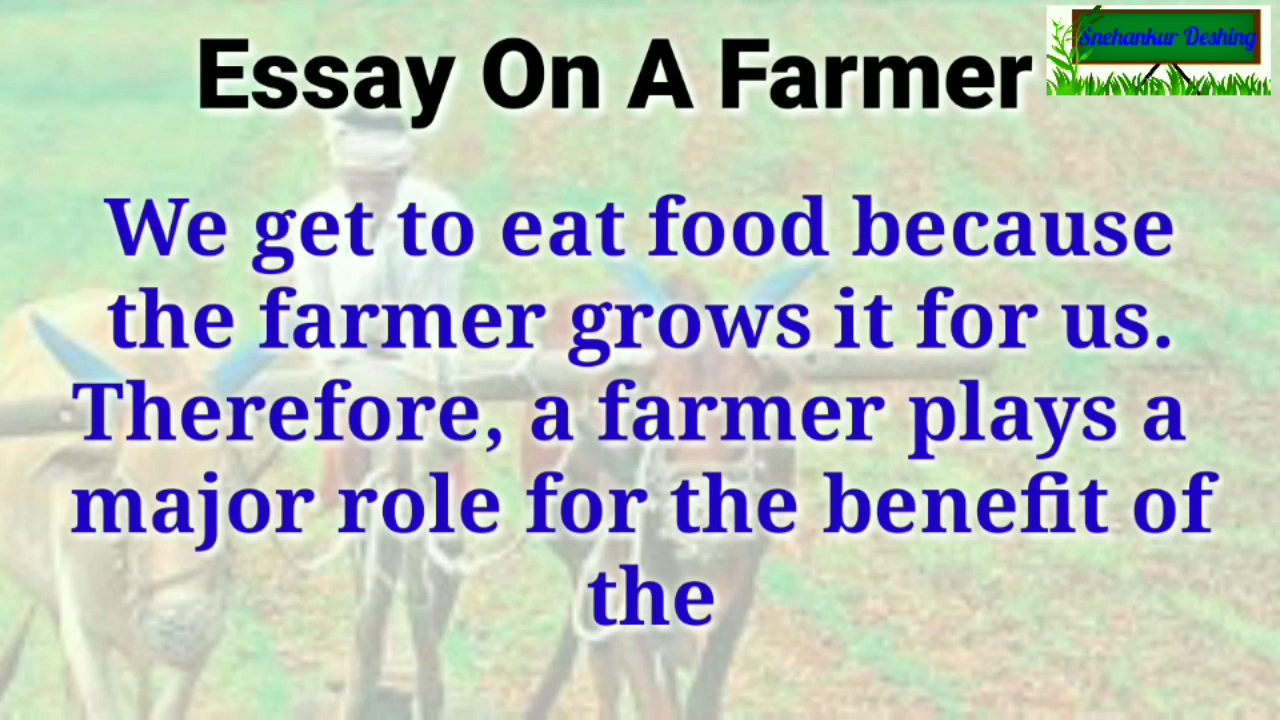 Essay On A Farmer
Snehankur Deshing
We get to eat food because
the farmer grows it for us.
Therefore, a farmer plays a
major role for the benefit of
the